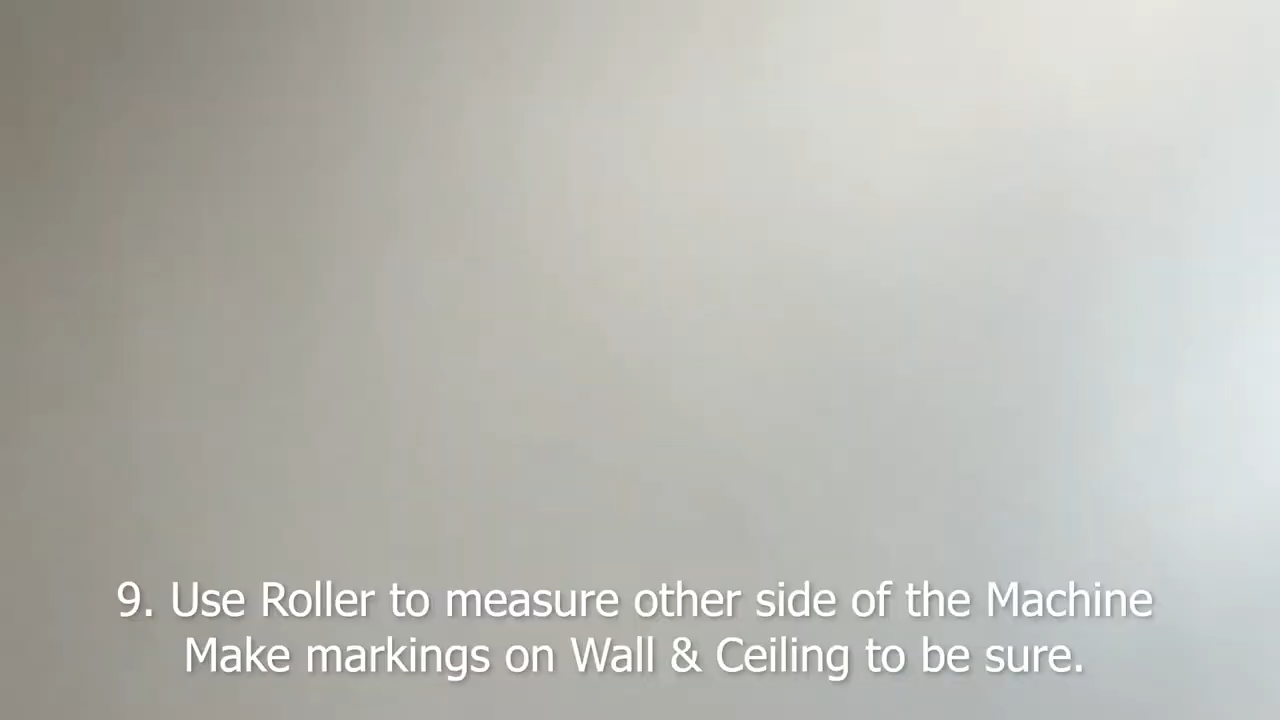 9. Use Roller to measure other side of the Machine
Make markings on Wall & Ceiling to be sure.